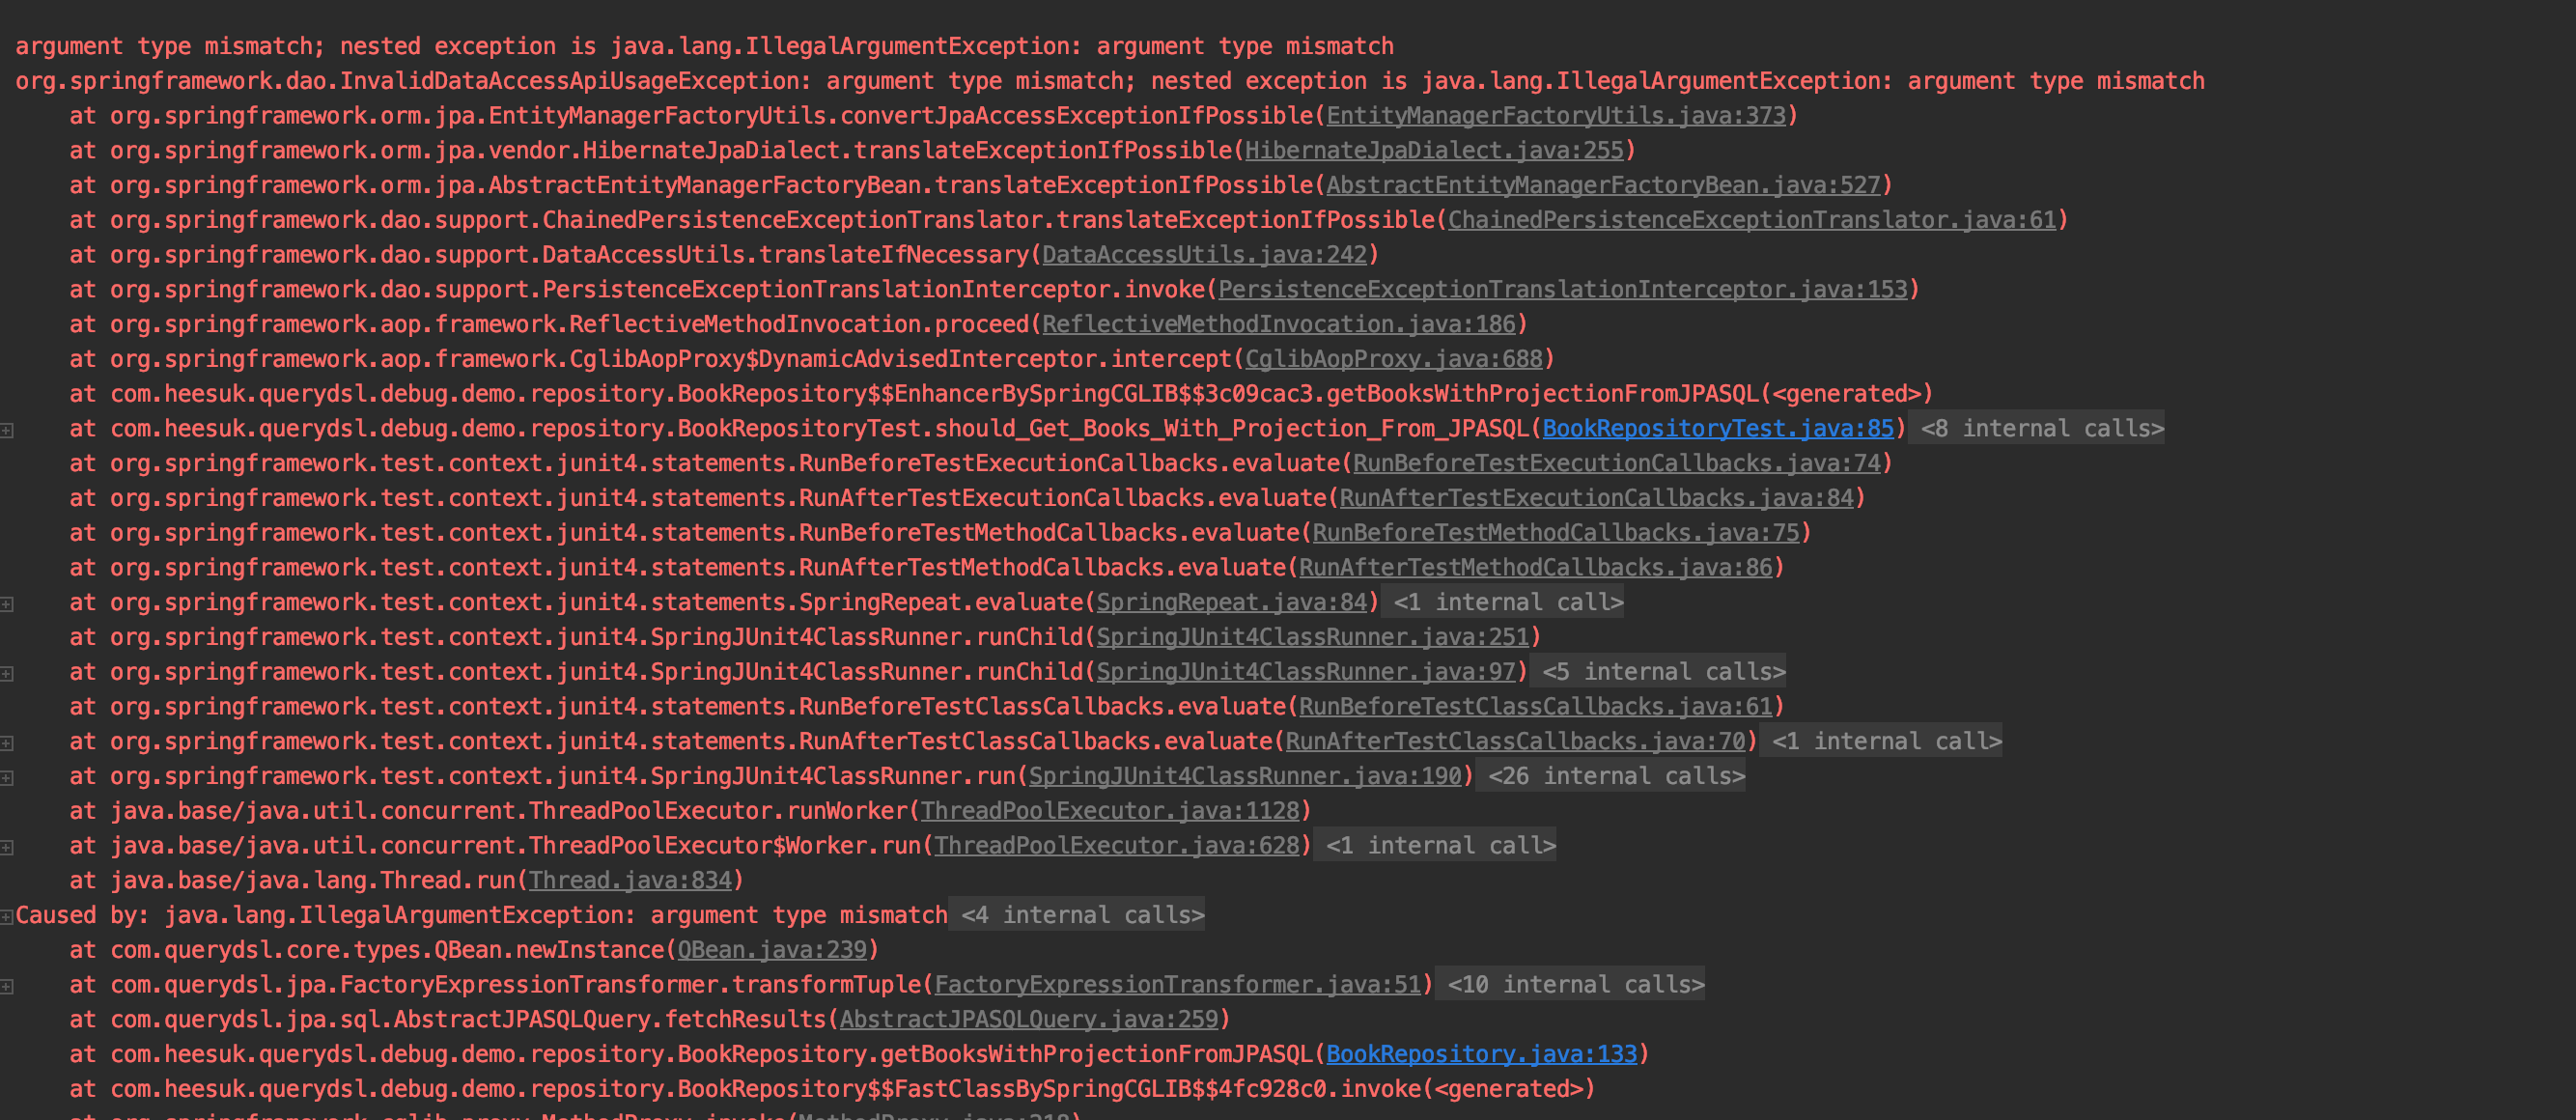 argument type mismatch; nested exception is java.lang.IllegalArgumentException: argument type mismatch
org.springframework.dao.InvalidDataAccessApiUsageException: argument type mismatch; nested exception is java.lang.IllegalArgumentException: argument type mismatch
at org.springframework.orm.jpa.EntityManagerFactoryUtils.convertJpaAccessExceptionIfPossible(EntityManagerFactoryUtils.java:373)
at org.springframework.orm.jpa.vendor.HibernateJpaDialect.translateExceptionIfPossible(HibernateJpaDialect.java:255)
at org.springframework.orm.jpa.AbstractEntityManagerFactoryBean.translateExceptionIfPossible(AbstractEntityManagerFactoryBean.java:527)
at org.springframework.dao.support.ChainedPersistenceExceptionTranslator.translateExceptionIfPossible(ChainedPersistenceExceptionTranslator.java:61)
at org.springframework.dao.support.DataAccessUtils.translateIfNecessary(DataAccessUtils.java:242)
at org.springframework.dao.support.PersistenceExceptionTranslationInterceptor.invoke(PersistenceExceptionTranslationInterceptor.java:153)
at org.springframework.aop.framework.ReflectiveMethodInvocation.proceed(ReflectiveMethodInvocation.java:186)
at org.springframework.aop.framework.CglibAopProxy$DynamicAdvisedInterceptor.intercept(CglibAopProxy.java:688)
at com.heesuk.querydsl.debug.demo.repository.BookRepository$$EnhancerBySpringCGLIB$$3c09cac3.getBooksWithProjectionFromJPASQL(<generated>)
at com.heesuk.querydsl.debug.demo.repository.BookRepositoryTest.should_Get_Books_With_Projection_From_JPASQL(BookRepositoryTest.java:85) <8 internal calls>
at org.springframework.test.context.junit4.statements.RunBeforeTestExecutionCallbacks.evaluate(RunBeforeTestExecutionCallbacks.java:74)
at org.springframework.test.context.junit4.statements.RunAfterTestExecutionCallbacks.evaluate(RunAfterTestExecutionCallbacks.java:84)
at org.springframework.test.context.junit4.statements.RunBeforeTestMethodCallbacks.evaluate(RunBeforeTestMethodCallbacks.java:75)
at org.springframework.test.context.junit4.statements.RunAfterTestMethodCallbacks.evaluate(RunAfterTestMethodCallbacks.java:86)
at org.springframework.test.context.junit4.statements.SpringRepeat.evaluate(SpringRepeat.java:84) <1 internal call>
at org.springframework.test.context.junit4.SpringJUnit4ClassRunner.runChild(SpringJUnit4ClassRunner.java:251)
at org.springframework.test.context.junit4.SpringJUnit4ClassRunner.runChild(SpringJUnit4ClassRunner.java:97) <5 internal calls>
at org.springframework.test.context.junit4.statements.RunBeforeTestClassCallbacks.evaluate(RunBeforeTestClassCallbacks.java:61)
at org.springframework.test.context.junit4.statements.RunAfterTestClassCallbacks.evaluate(RunAfterTestClassCallbacks.java:70) <1 internal call>
at org.springframework.test.context.junit4.SpringJUnit4ClassRunner.run(SpringJUnit4ClassRunner.java:190) <26 internal calls>
at java.base/java.util.concurrent.ThreadPoolExecutor.runWorker(ThreadPoolExecutor.java:1128)
at java.base/java.util.concurrent.ThreadPoolExecutor$Worker.run(ThreadPoolExecutor.java:628) <1 internal call>
at java.base/java.lang.Thread.run(Thread.java:834)
Caused by: java.lang.IllegalArgumentException: argument type mismatch <4 internal calls>
at com.querydsl.core.types.QBean.newInstance(QBean.java:239)
at com.querydsl.jpa.FactoryExpressionTransformer.transformTuple(FactoryExpressionTransformer.java:51) <10 internal calls>
at com.querydsl.jpa.sql.AbstractJPASQLQuery.fetchResults(AbstractJPASQLQuery.java:259)
at com.heesuk.querydsl.debug.demo.repository.BookRepository.getBooksWithProjectionFromJPASQL(BookRepository.java:133)
at com.heesuk.querydsl.debug.demo.repository.BookRepository$$FastClassBySpringCGLIB$$4fc928c0.invoke(<generated>)
at org.springframework.cglib.proxy.MethodProxy.invoke(MethodProxy.java:218)